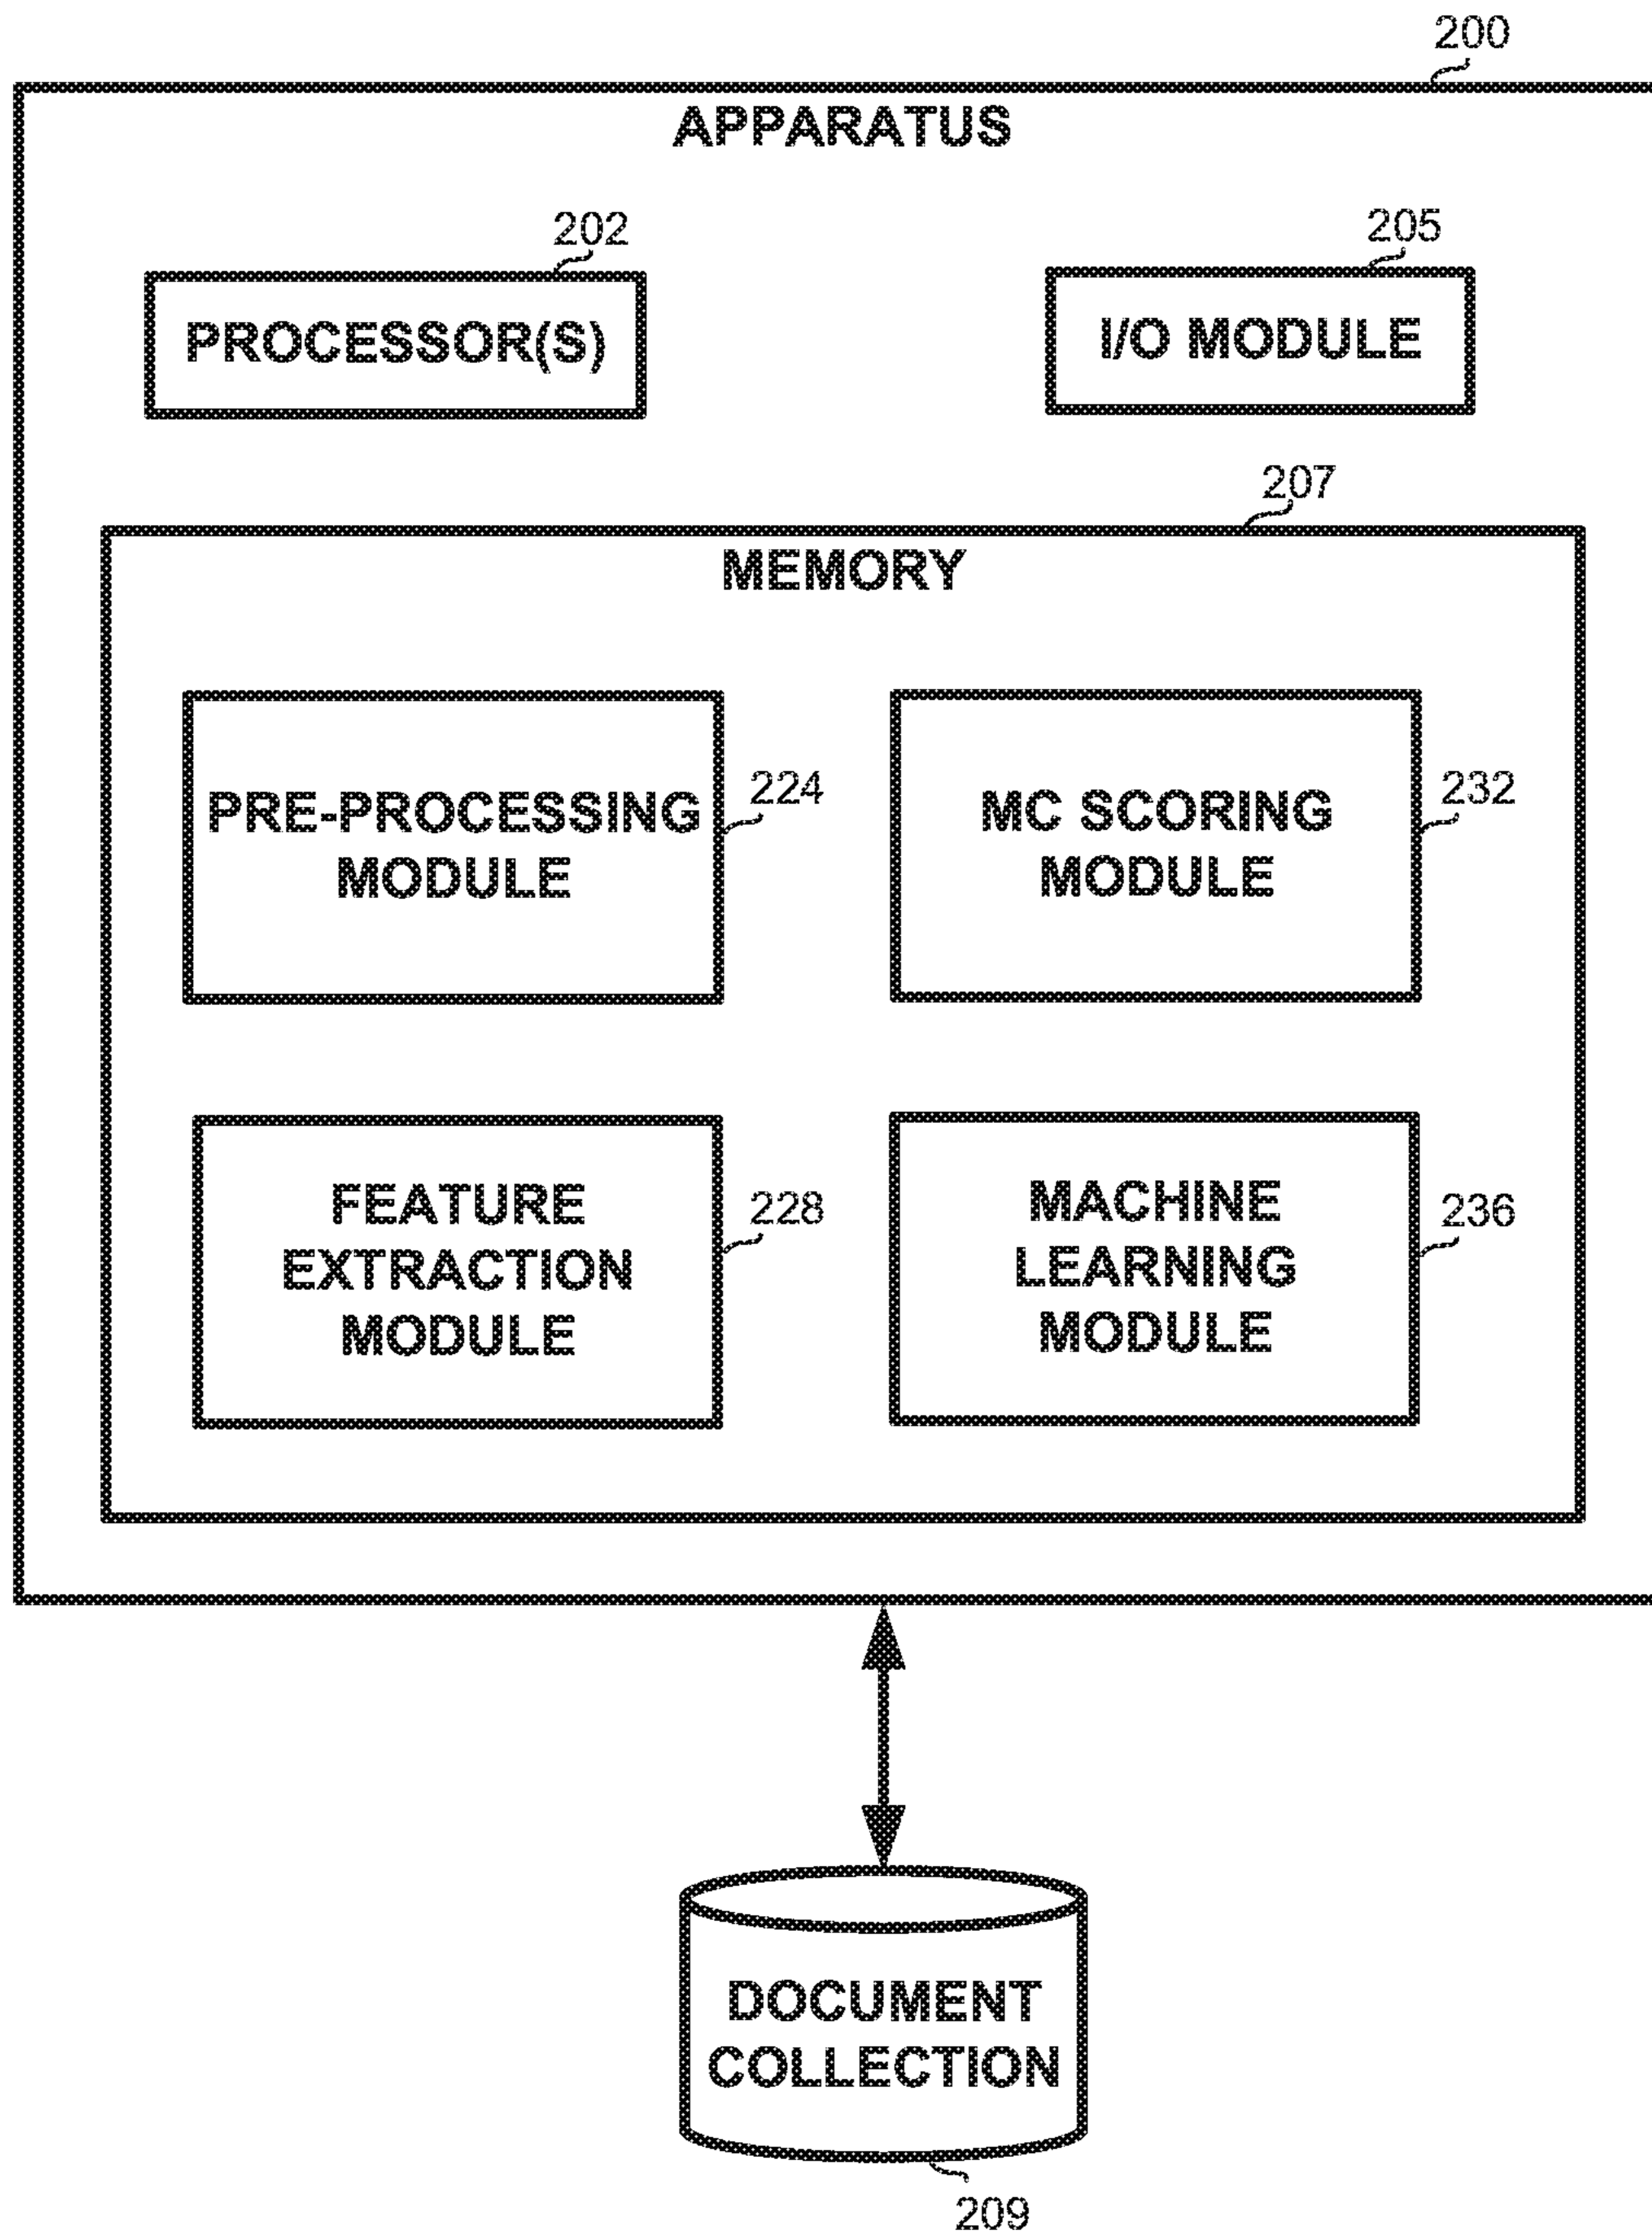 200
APPARATUS
202
205
PROCESSOR(S)
I/O MODULE
207
MEMORY
PRE-PROCESSING
MODULE
224
MC SCORING
MODULE
232
FEATURE
EXTRACTION
MODULE
228
MACHINE
LEARNING
MODULE
236
DOCUMENT
COLLECTION
209